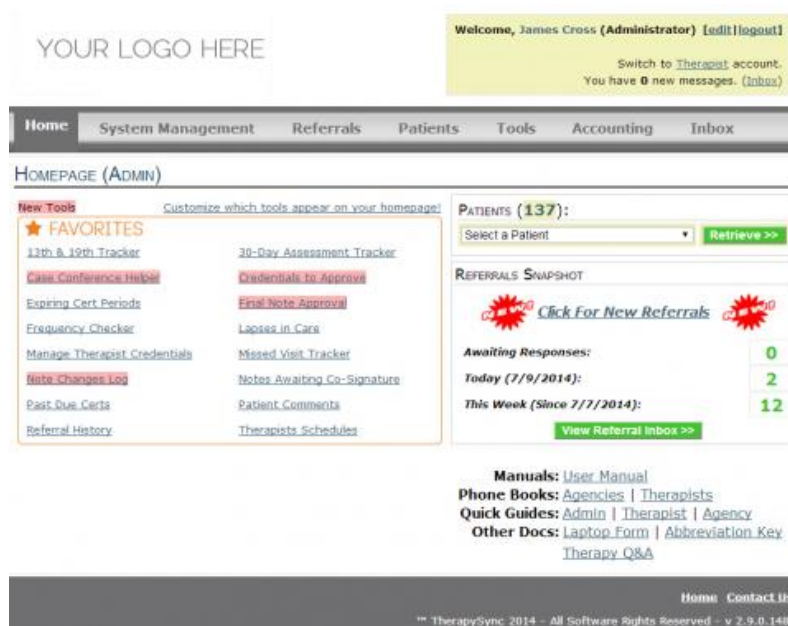 YOUR LOGO HERE
Welcome, James Cross (Administrator) [edit|logout]
Switch to Therapist account.
You have 0 new messages. (Inbox)
Home System Management Referrals Patients Tools Accounting Inbox
HOMEPAGE (ADMIN)
New Tools Customize which tools appear on your homepage!
FAVORITES
13th & 19th Tracker 30-Day Assessment Tracker
Case Conference Helper Credentials to Approve
Expiring Cert Periods Final Note Approval
Frequency Checker Lapses in Care
Manage Therapist Credentials Missed Visit Tracker
Note Changes Log Notes Awaiting Co-Signature
Past Due Certs Patient Comments
Referral History Therapists Schedules
PATIENTS (137):
Select a Patient Retrieve >>
REFERRALS SNAPSHOT
Click For New Referrals
Awaiting Responses: 0
Today (7/9/2014): 2
This Week (Since 7/7/2014): 12
View Referral Inbox >>
Manuals: User Manual
Phone Books: Agencies | Therapists
Quick Guides: Admin | Therapist | Agency
Other Docs: Laptop Form | Abbreviation Key
Therapy Q&A
Home Contact Us
™ TherapySync 2014 - All Software Rights Reserved - v 2.9.0.148